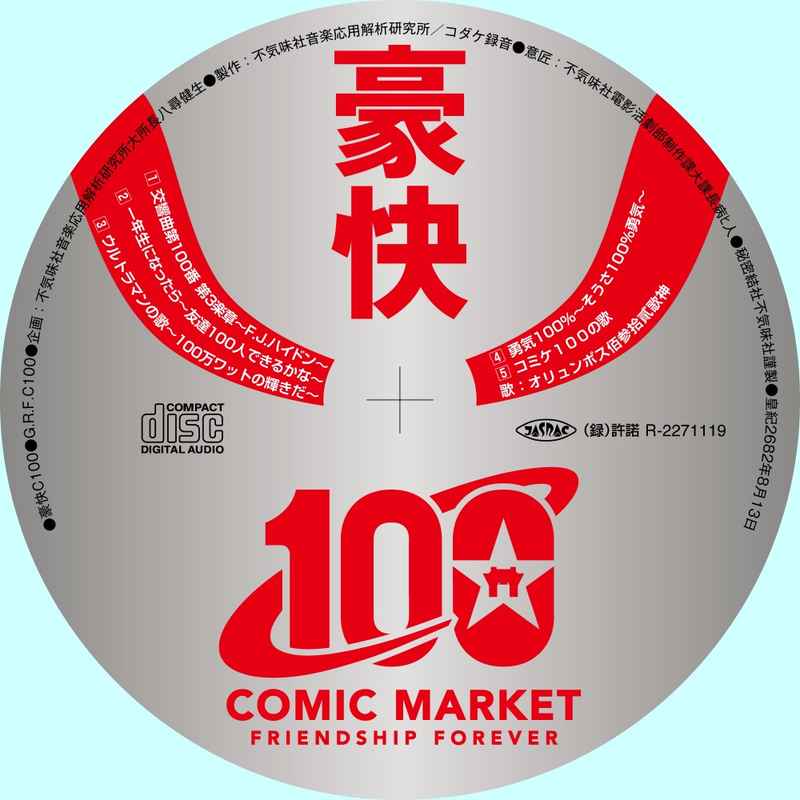 ●豪快C100●G.R.F.C100●企画：不気味社音楽応用解析研究所大所長八尋健生●製作：不気味社音楽応用解析研究所／コダケ録音●意匠：不気味社電影活劇部制作課大課長病ﾋ人●秘密結社不気味社謹製●皇紀2682年8月13日
豪快
1 交響曲第100番 第3楽章～F.J.ハイドン～
2 一年生になったら～友達100人できるかな～
3 ウルトラマンの歌～100万ワットの輝きだ～
4 勇気100%～そうさ100%勇気～
5 コミケ100の歌
歌：オリュンポス佰参拾貳歌神
COMPACT
disc
DIGITAL AUDIO
JASRAC (録)許諾 R-2271119
100
COMIC MARKET
FRIENDSHIP FOREVER